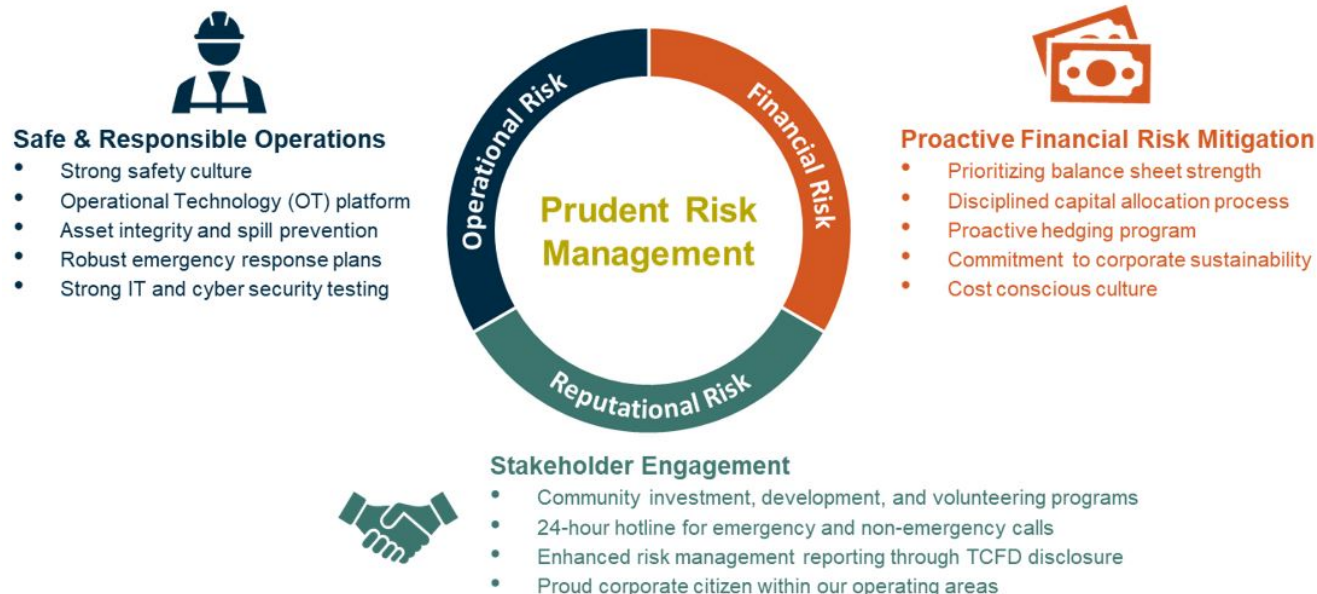 Operational Risk
Financial Risk
Reputational Risk
Prudent Risk
Management
Safe & Responsible Operations
• Strong safety culture
• Operational Technology (OT) platform
• Asset integrity and spill prevention
• Robust emergency response plans
• Strong IT and cyber security testing
Proactive Financial Risk Mitigation
• Prioritizing balance sheet strength
• Disciplined capital allocation process
• Proactive hedging program
• Commitment to corporate sustainability
• Cost conscious culture
Stakeholder Engagement
• Community investment, development, and volunteering programs
• 24-hour hotline for emergency and non-emergency calls
• Enhanced risk management reporting through TCFD disclosure
• Proud corporate citizen within our operating areas